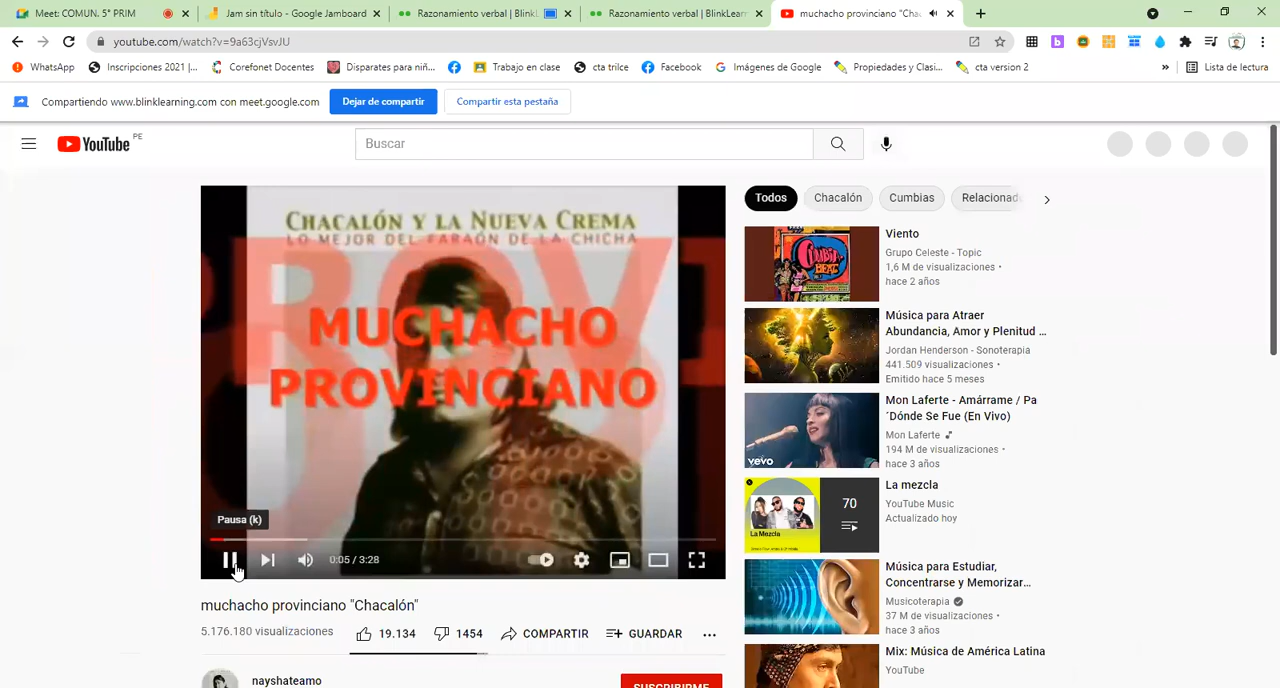 Meet: COMUN. 5° PRIM
Jam sin título - Google Jamboard
Razonamiento verbal | Blink
Razonamiento verbal | BlinkLear
muchacho provinciano "Cha
youtube.com/watch?v=9a63cjVsvJU
WhatsApp
Inscripciones 2021 |...
Corefonet Docentes
Disparates para niñ...
Trabajo en clase
cta trilce
Facebook
Imágenes de Google
Propiedades y Clasi...
cta version 2
»
Lista de lectura
Compartiendo www.blinklearning.com con meet.google.com
Dejar de compartir
Compartir esta pestaña
YouTube PE
Buscar
CHACALÓN Y LA NUEVA CREMA
LO MEJOR DEL FARAÓN DE LA CHICHA
MUCHACHO
PROVINCIANO
Pausa (k)
0:05 / 3:28
muchacho provinciano "Chacalón"
5.176.180 visualizaciones
19.134
1454
COMPARTIR
GUARDAR
nayshateamo
SUSCRIBIRME
Todos
Chacalón
Cumbias
Relacionad
Viento
Grupo Celeste - Topic
1,6 M de visualizaciones •
hace 2 años
Música para Atraer
Abundancia, Amor y Plenitud ...
Jordan Henderson - Sonoterapia
441.509 visualizaciones •
Emitido hace 5 meses
vevo
Mon Laferte - Amárrame / Pa
´Dónde Se Fue (En Vivo)
Mon Laferte
194 M de visualizaciones •
hace 3 años
La Mezcla
70
La mezcla
YouTube Music
Actualizado hoy
Música para Estudiar,
Concentrarse y Memorizar...
Musicoterapia
37 M de visualizaciones •
hace 3 años
Mix: Música de América Latina
YouTube